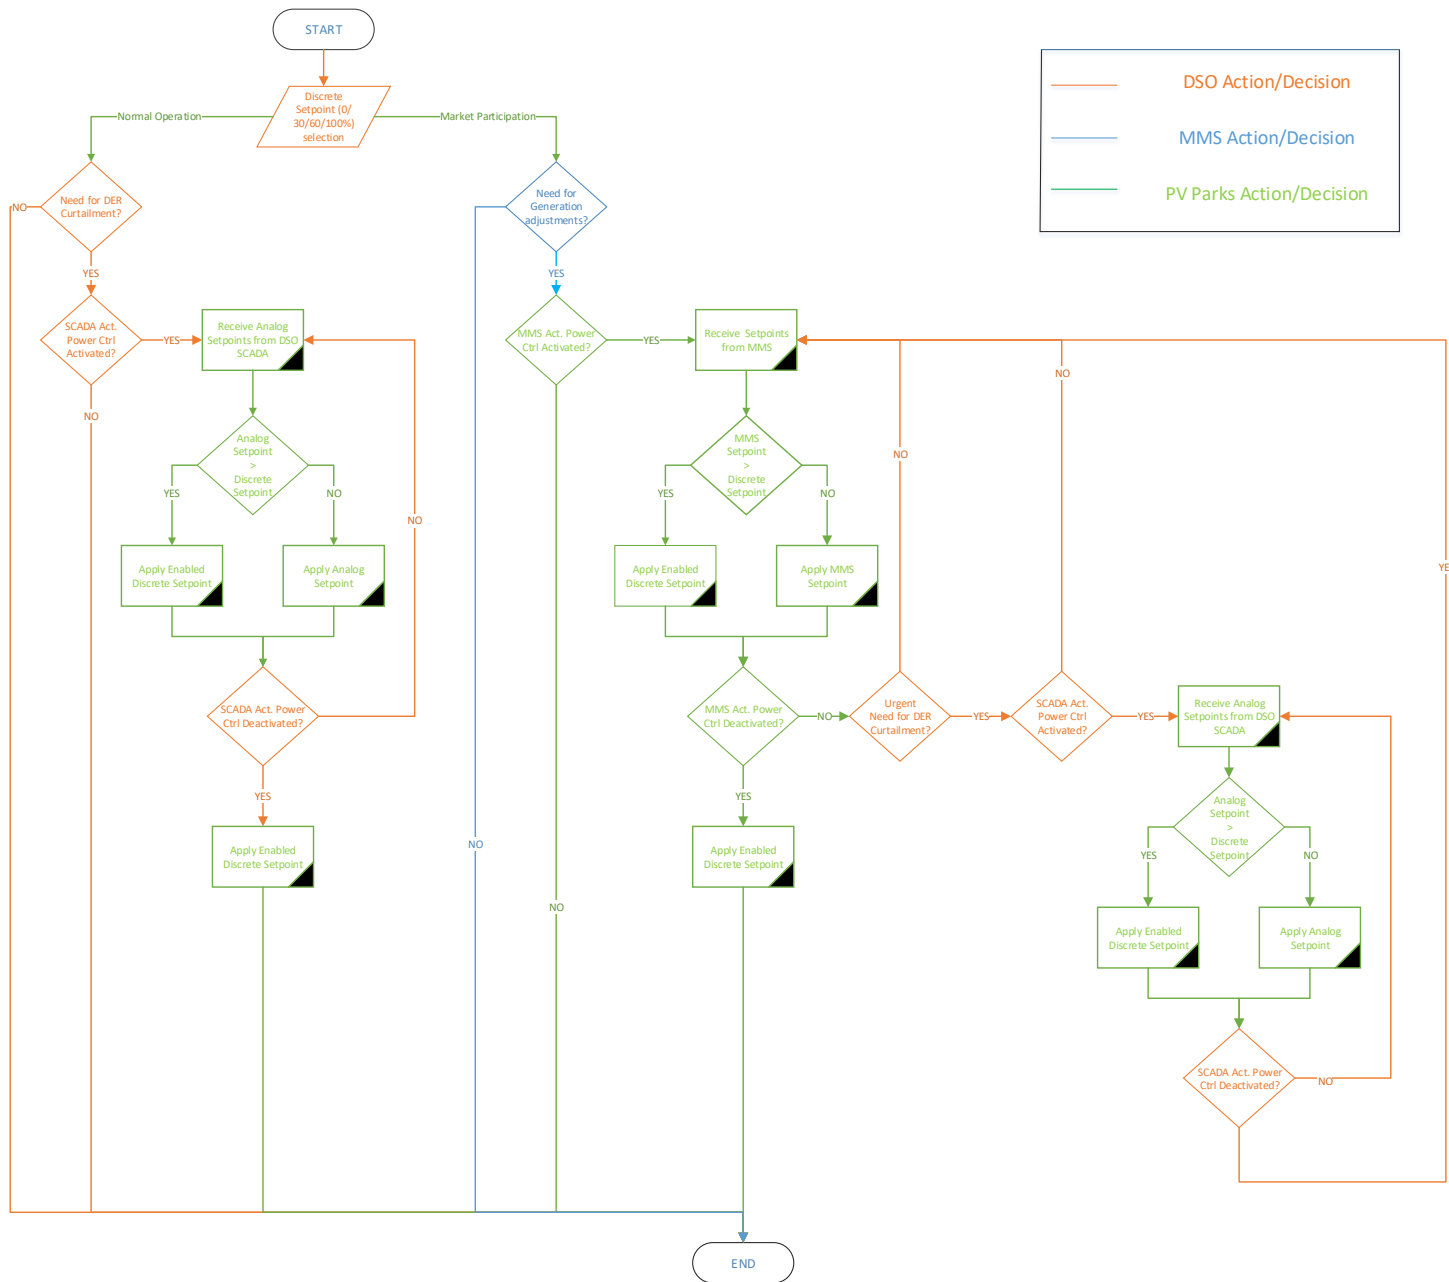 START
DSO Action/Decision
MMS Action/Decision
PV Parks Action/Decision
Discrete
Setpoint (0/
30/60/100%)
selection
Normal Operation
Market Participation
Need for DER
Curtailment?
NO
YES
Need for
Generation
adjustments?
YES
NO
SCADA Act.
Power Ctrl
Activated?
YES
NO
Receive Analog
Setpoints from DSO
SCADA
Analog
Setpoint
>
Discrete
Setpoint
YES
NO
Apply Enabled
Discrete Setpoint
Apply Analog
Setpoint
SCADA Act. Power
Ctrl Deactivated?
NO
YES
Apply Enabled
Discrete Setpoint
MMS Act. Power
Ctrl Activated?
YES
NO
Receive Setpoints
from MMS
MMS
Setpoint
>
Discrete
Setpoint
YES
NO
Apply Enabled
Discrete Setpoint
Apply MMS
Setpoint
MMS Act. Power
Ctrl Deactivated?
NO
YES
Apply Enabled
Discrete Setpoint
Urgent
Need for DER
Curtailment?
NO
YES
SCADA Act.
Power Ctrl
Activated?
NO
YES
Receive Analog
Setpoints from DSO
SCADA
Analog
Setpoint
>
Discrete
Setpoint
YES
NO
Apply Enabled
Discrete Setpoint
Apply Analog
Setpoint
SCADA Act. Power
Ctrl Deactivated?
NO
YE
END